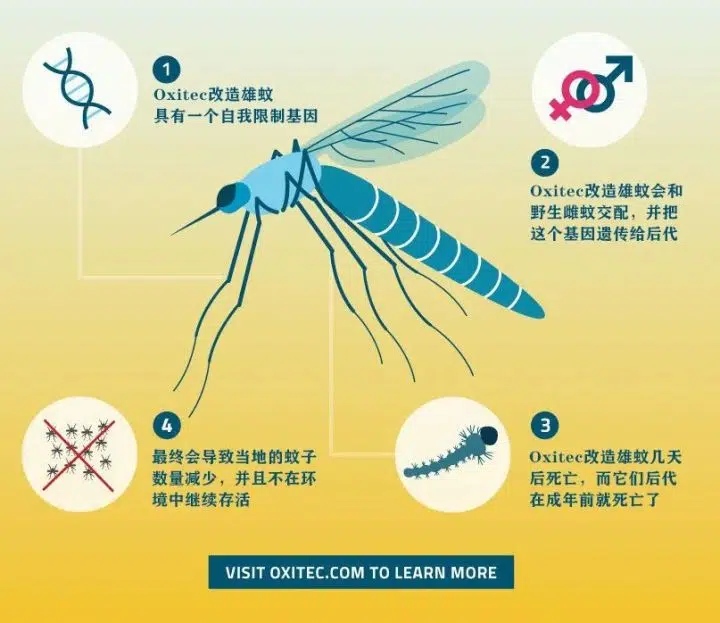 1
Oxitec改造雄蚊
具有一个自我限制基因
2
Oxitec改造雄蚊会和
野生雌蚊交配，并把
这个基因遗传给后代
3
Oxitec改造雄蚊几天
后死亡，而它们后代
在成年前就死亡了
4
最终会导致当地的蚊子
数量减少，并且不在环
境中继续存活
VISIT OXITEC.COM TO LEARN MORE